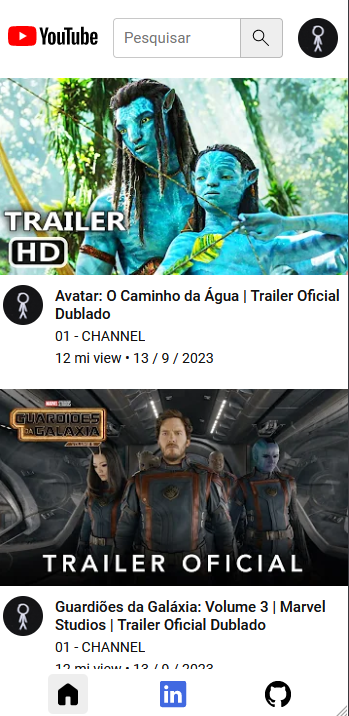 YouTube
Pesquisar
TRAILER
HD
Avatar: O Caminho da Água | Trailer Oficial
Dublado
01 - CHANNEL
12 mi view • 13 / 9 / 2023
MARVEL STUDIOS
GUARDIÕES
DA GALÁXIA
TRAILER OFICIAL
Guardiões da Galáxia: Volume 3 | Marvel
Studios | Trailer Oficial Dublado
01 - CHANNEL
12 mi view • 13 / 9 / 2023
in